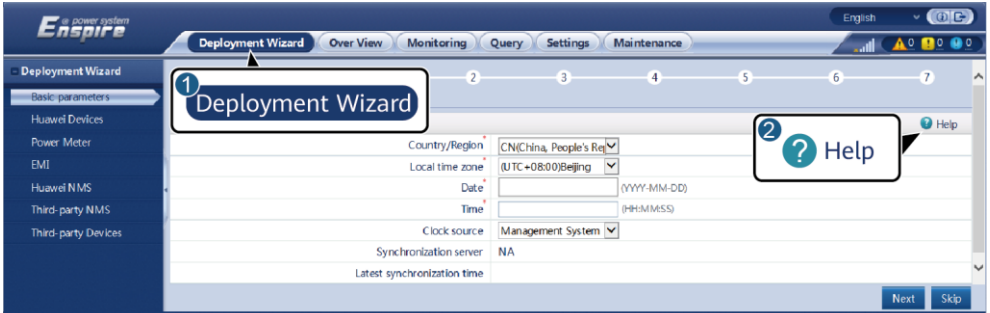 e power system
Enspire
English
Deployment Wizard
Over View
Monitoring
Query
Settings
Maintenance
0
0
0
Deployment Wizard
Basic parameters
Huawei Devices
Power Meter
EMI
Huawei NMS
Third-party NMS
Third-party Devices
1
Deployment Wizard
2
3
4
5
6
7
? Help
2
? Help
Country/Region * CN(China, People's Rep
Local time zone * (UTC+08:00)Beijing
Date * (YYYY-MM-DD)
Time * (HH:MM:SS)
Clock source Management System
Synchronization server NA
Latest synchronization time
Next
Skip